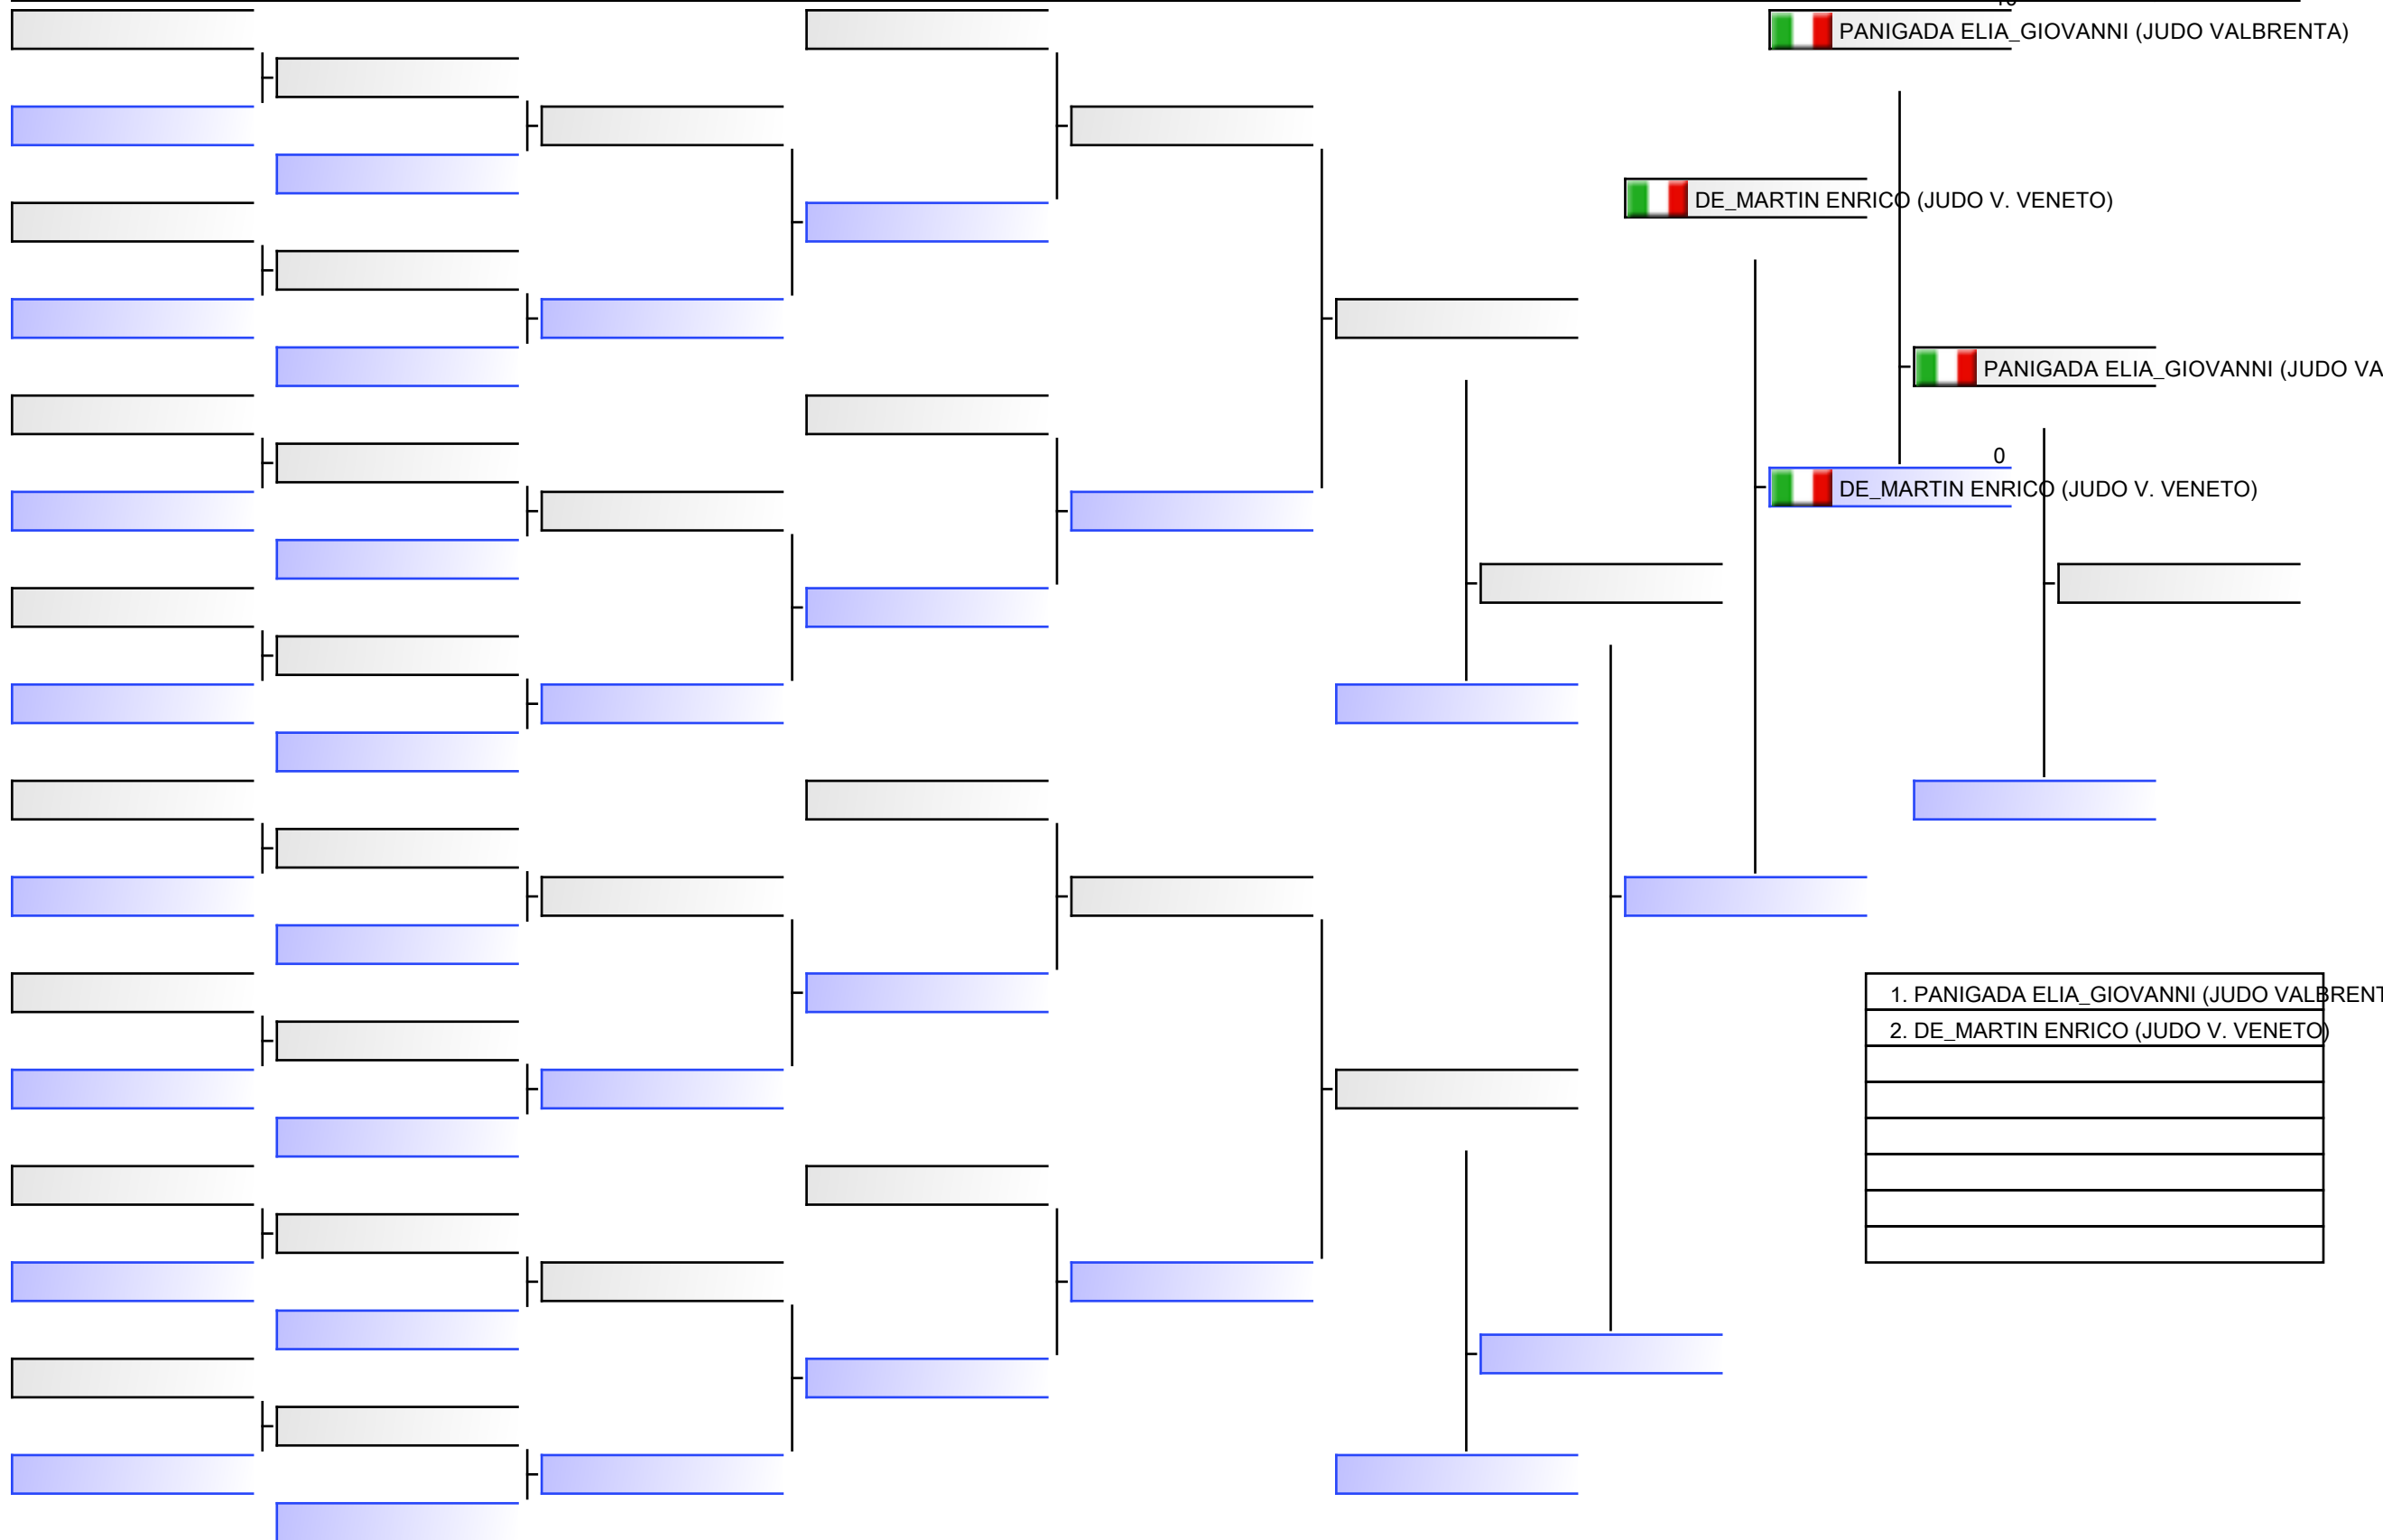 PANIGADA ELIA_GIOVANNI (JUDO VALBRENTA)
DE_MARTIN ENRICO (JUDO V. VENETO)
PANIGADA ELIA_GIOVANNI (JUDO VA
0
DE_MARTIN ENRICO (JUDO V. VENETO)
1. PANIGADA ELIA_GIOVANNI (JUDO VALBRENT
2. DE_MARTIN ENRICO (JUDO V. VENETO)